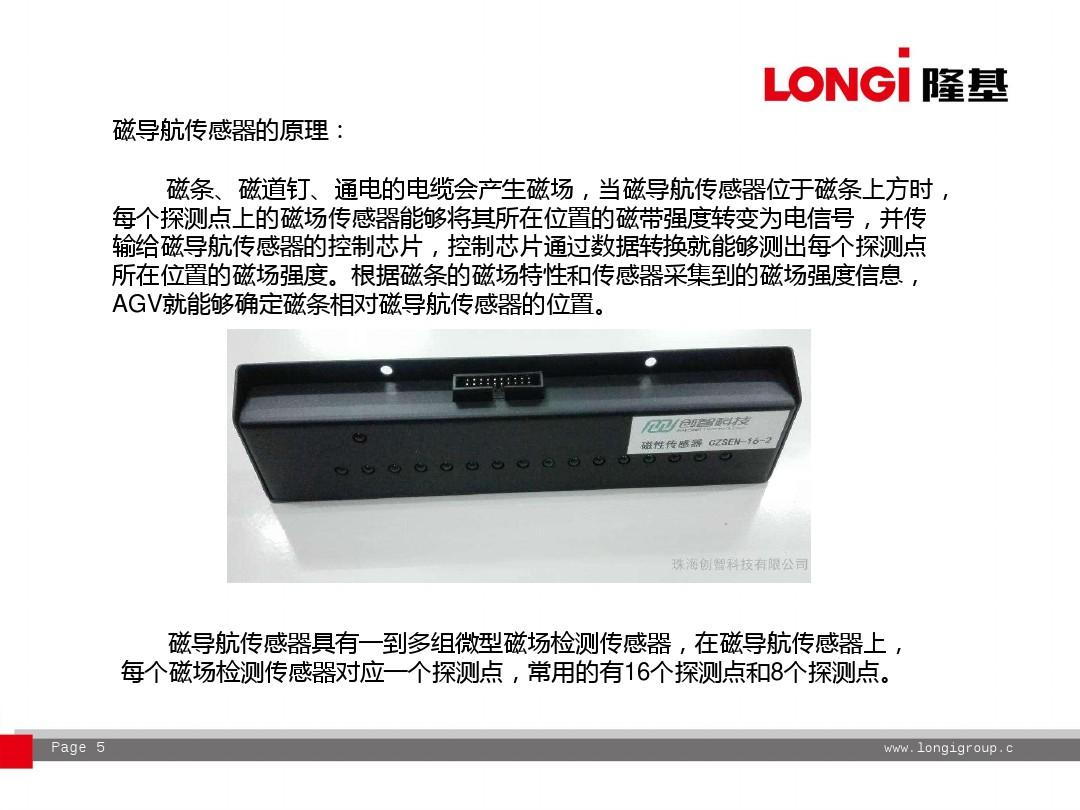 LONGi 隆基
磁导航传感器的原理：
磁条、磁道钉、通电的电缆会产生磁场，当磁导航传感器位于磁条上方时，
每个探测点上的磁场传感器能够将其所在位置的磁带强度转变为电信号，并传
输给磁导航传感器的控制芯片，控制芯片通过数据转换就能够测出每个探测点
所在位置的磁场强度。根据磁条的磁场特性和传感器采集到的磁场强度信息，
AGV就能够确定磁条相对磁导航传感器的位置。
创智科技
磁性传感器 CZSEN-16-2
珠海创智科技有限公司
磁导航传感器具有一到多组微型磁场检测传感器，在磁导航传感器上，
每个磁场检测传感器对应一个探测点，常用的有16个探测点和8个探测点。
Page 5
www.longigroup.c